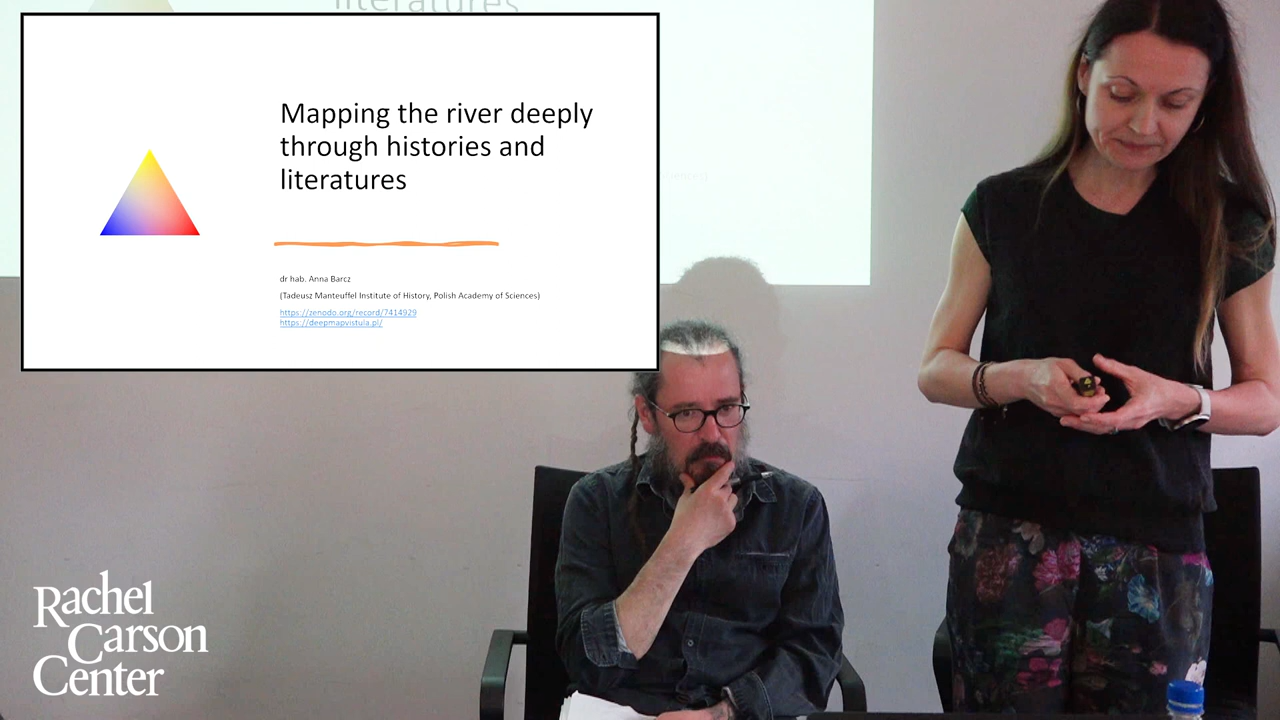 literatures
Mapping the river deeply
through histories and
literatures
dr hab. Anna Barcz
(Tadeusz Manteuffel Institute of History, Polish Academy of Sciences)
https://zenodo.org/record/7414929
https://deepmapvistula.pl/
Rachel
Carson
Center